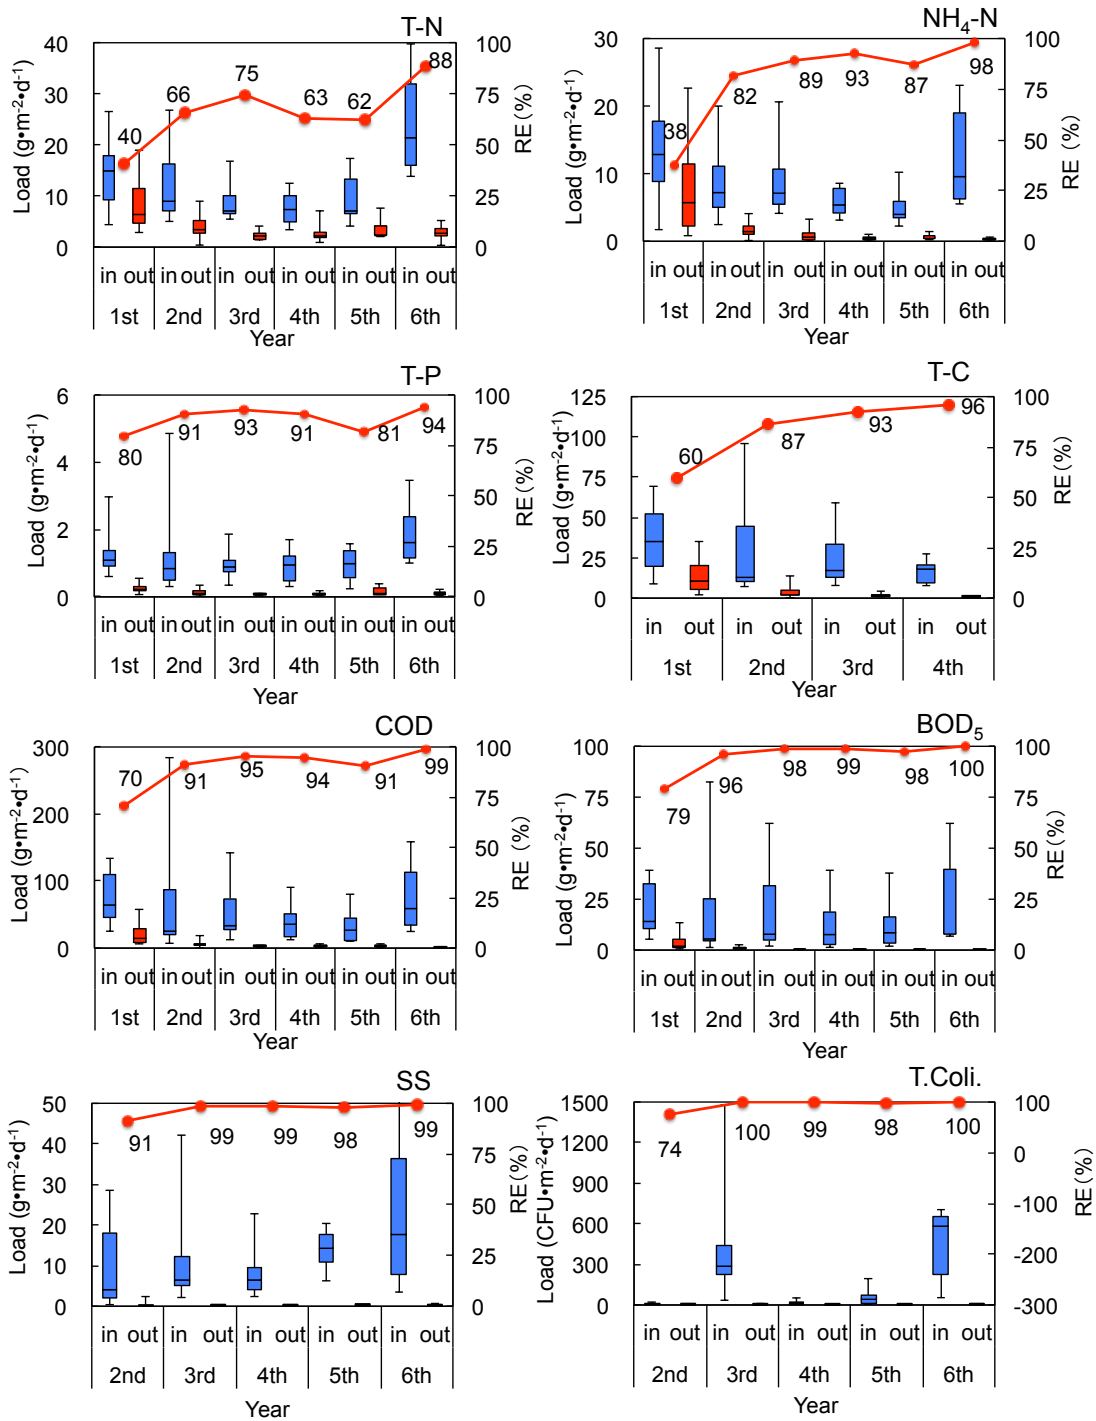 T-N
Load (g•m-2•d-1)
40
30
20
10
0
100
75
50
25
0
RE(%)
40
66
75
63
62
88
in out in out in out in out in out in out
1st 2nd 3rd 4th 5th 6th
Year
NH4-N
Load (g•m-2•d-1)
30
20
10
0
100
75
50
25
0
RE(%)
38
82
89
93
87
98
in out in out in out in out in out in out
1st 2nd 3rd 4th 5th 6th
Year
T-P
Load (g•m-2•d-1)
6
4
2
0
100
75
50
25
0
RE(%)
80
91
93
91
81
94
in out in out in out in out in out in out
1st 2nd 3rd 4th 5th 6th
Year
T-C
Load (g•m-2•d-1)
125
100
75
50
25
0
100
75
50
25
0
RE(%)
60
87
93
96
in out in out in out in out
1st 2nd 3rd 4th
Year
COD
Load (g•m-2•d-1)
300
200
100
0
100
75
50
25
0
RE(%)
70
91
95
94
91
99
in out in out in out in out in out in out
1st 2nd 3rd 4th 5th 6th
Year
BOD5
Load (g•m-2•d-1)
100
75
50
25
0
100
75
50
25
0
RE(%)
79
96
98
99
98
100
in out in out in out in out in out in out
1st 2nd 3rd 4th 5th 6th
Year
SS
Load (g•m-2•d-1)
50
40
30
20
10
0
100
75
50
25
0
RE(%)
91
99
99
98
99
in out in out in out in out in out
2nd 3rd 4th 5th 6th
Year
T.Coli.
Load (CFU•m-2•d-1)
1500
1200
900
600
300
0
100
0
-100
-200
-300
RE(%)
74
100
99
98
100
in out in out in out in out in out
2nd 3rd 4th 5th 6th
Year